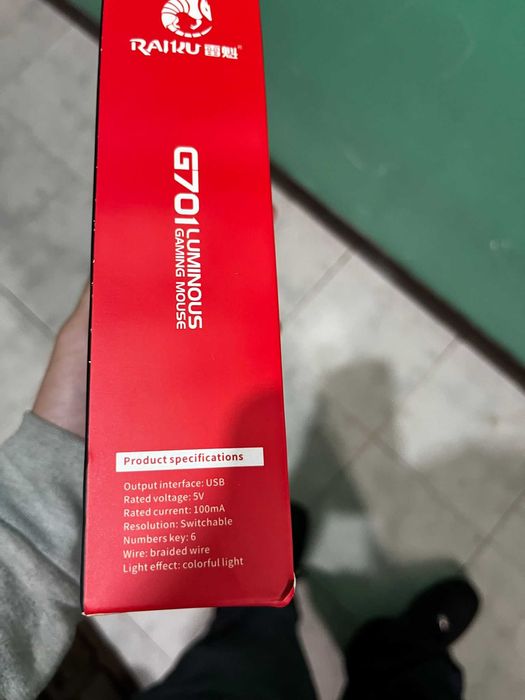 RAIKU 雷魁®
G701 LUMINOUS
GAMING MOUSE
Product specifications
Output interface: USB
Rated voltage: 5V
Rated current: 100mA
Resolution: Switchable
Numbers key: 6
Wire: braided wire
Light effect: colorful light